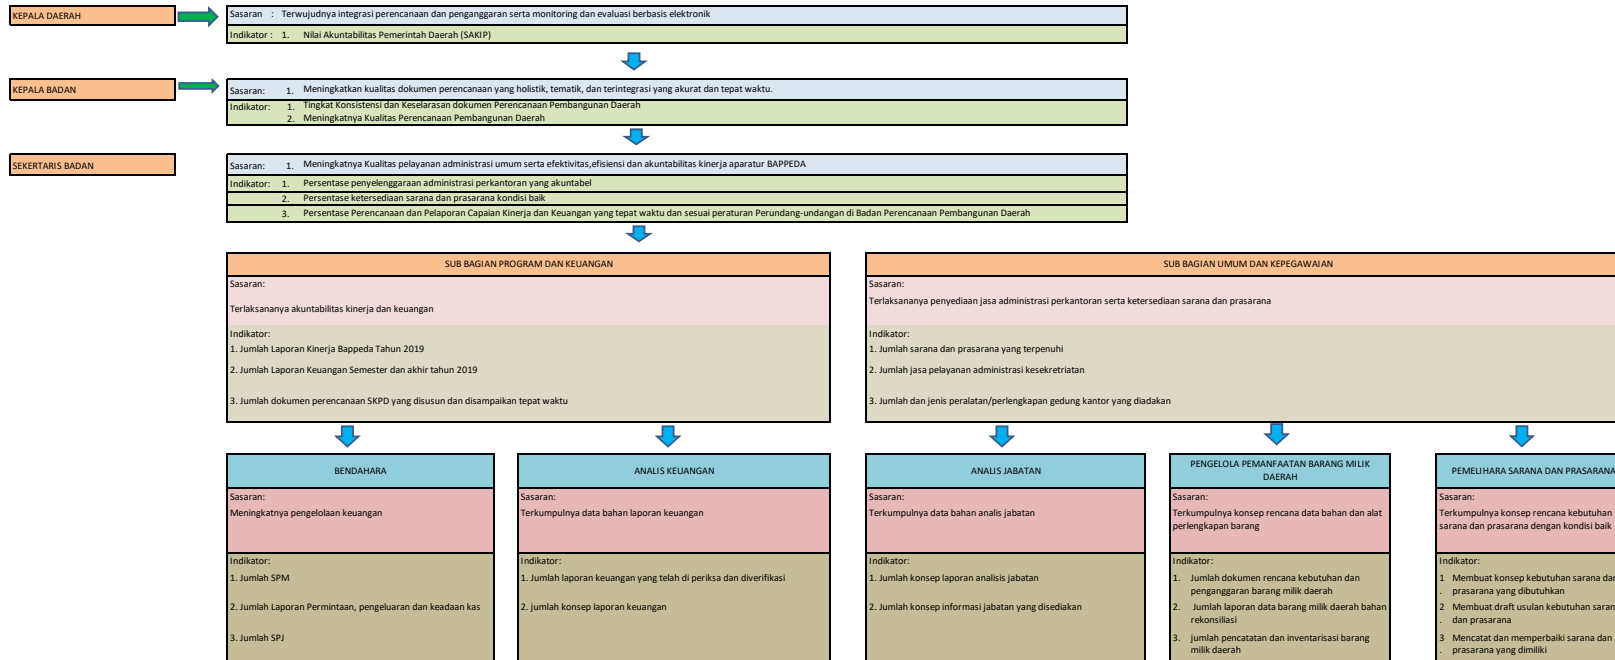 KEPALA DAERAH
Sasaran : Terwujudnya integrasi perencanaan dan penganggaran serta monitoring dan evaluasi berbasis elektronik
Indikator : 1. Nilai Akuntabilitas Pemerintah Daerah (SAKIP)
KEPALA BADAN
Sasaran: 1. Meningkatkan kualitas dokumen perencanaan yang holistik, tematik, dan terintegrasi yang akurat dan tepat waktu.
Indikator: 1. Tingkat Konsistensi dan Keselarasan dokumen Perencanaan Pembangunan Daerah
2. Meningkatnya Kualitas Perencanaan Pembangunan Daerah
SEKERTARIS BADAN
Sasaran: 1. Meningkatnya Kualitas pelayanan administrasi umum serta efektivitas,efisiensi dan akuntabilitas kinerja aparatur BAPPEDA
Indikator: 1. Persentase penyelenggaraan administrasi perkantoran yang akuntabel
2. Persentase ketersediaan sarana dan prasarana kondisi baik
3. Persentase Perencanaan dan Pelaporan Capaian Kinerja dan Keuangan yang tepat waktu dan sesuai peraturan Perundang-undangan di Badan Perencanaan Pembangunan Daerah
SUB BAGIAN PROGRAM DAN KEUANGAN
Sasaran:
Terlaksananya akuntabilitas kinerja dan keuangan
Indikator:
1. Jumlah Laporan Kinerja Bappeda Tahun 2019
2. Jumlah Laporan Keuangan Semester dan akhir tahun 2019
3. Jumlah dokumen perencanaan SKPD yang disusun dan disampaikan tepat waktu
SUB BAGIAN UMUM DAN KEPEGAWAIAN
Sasaran:
Terlaksananya penyediaan jasa administrasi perkantoran serta ketersediaan sarana dan prasarana
Indikator:
1. Jumlah sarana dan prasarana yang terpenuhi
2. Jumlah jasa pelayanan administrasi kesekretriatan
3. Jumlah dan jenis peralatan/perlengkapan gedung kantor yang diadakan
BENDAHARA
Sasaran:
Meningkatnya pengelolaan keuangan
Indikator:
1. Jumlah SPM
2. Jumlah Laporan Permintaan, pengeluaran dan keadaan kas
3. Jumlah SPJ
ANALIS KEUANGAN
Sasaran:
Terkumpulnya data bahan laporan keuangan
Indikator:
1. Jumlah laporan keuangan yang telah di periksa dan diverifikasi
2. jumlah konsep laporan keuangan
ANALIS JABATAN
Sasaran:
Terkumpulnya data bahan analis jabatan
Indikator:
1. Jumlah konsep laporan analisis jabatan
2. Jumlah konsep informasi jabatan yang disediakan
PENGELOLA PEMANFAATAN BARANG MILIK
DAERAH
Sasaran:
Terkumpulnya konsep rencana data bahan dan alat
perlengkapan barang
Indikator:
1. Jumlah dokumen rencana kebutuhan dan
penganggaran barang milik daerah
2. Jumlah laporan data barang milik daerah bahan
rekonsiliasi
3. jumlah pencatatan dan inventarisasi barang
milik daerah
PEMELIHARA SARANA DAN PRASARANA
Sasaran:
Terkumpulnya konsep rencana kebutuhan
sarana dan prasarana dengan kondisi baik
Indikator:
1 Membuat konsep kebutuhan sarana dan
. prasarana yang dibutuhkan
2 Membuat draft usulan kebutuhan saran
. dan prasarana
3 Mencatat dan memperbaiki sarana dan
. prasarana yang dimiliki